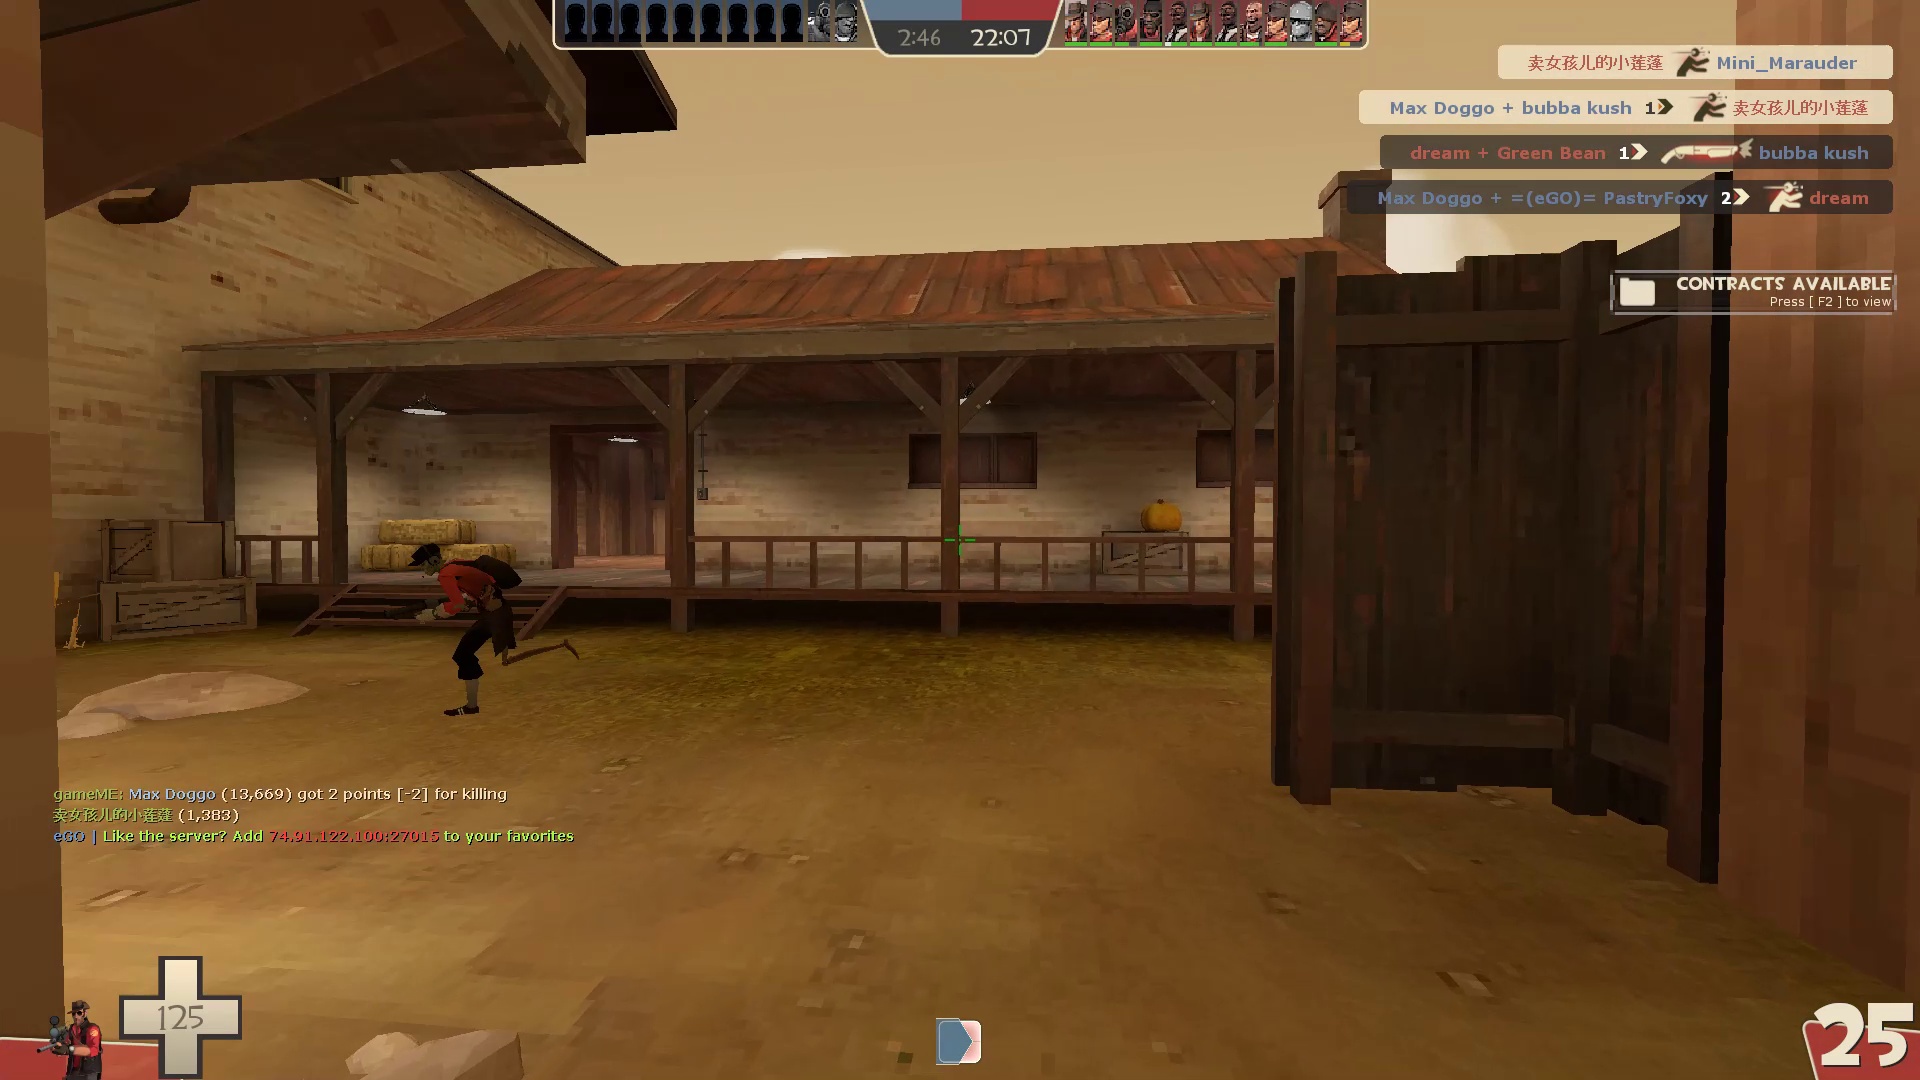 2:46 22:07
卖女孩儿的小莲蓬 Mini_Marauder
Max Doggo + bubba kush 1 卖女孩儿的小莲蓬
dream + Green Bean 1 bubba kush
Max Doggo + =(eGO)= PastryFoxy 2 dream
CONTRACTS AVAILABLE
Press [ F2 ] to view
gameME: Max Doggo (13,669) got 2 points [-2] for killing
卖女孩儿的小莲蓬 (1,383)
eGO | Like the server? Add 74.91.122.100:27015 to your favorites
125
25